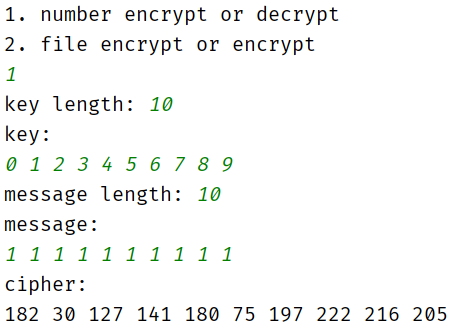 1. number encrypt or decrypt
2. file encrypt or encrypt
1
key length: 10
key:
0 1 2 3 4 5 6 7 8 9
message length: 10
message:
1 1 1 1 1 1 1 1 1 1
cipher:
182 30 127 141 180 75 197 222 216 205